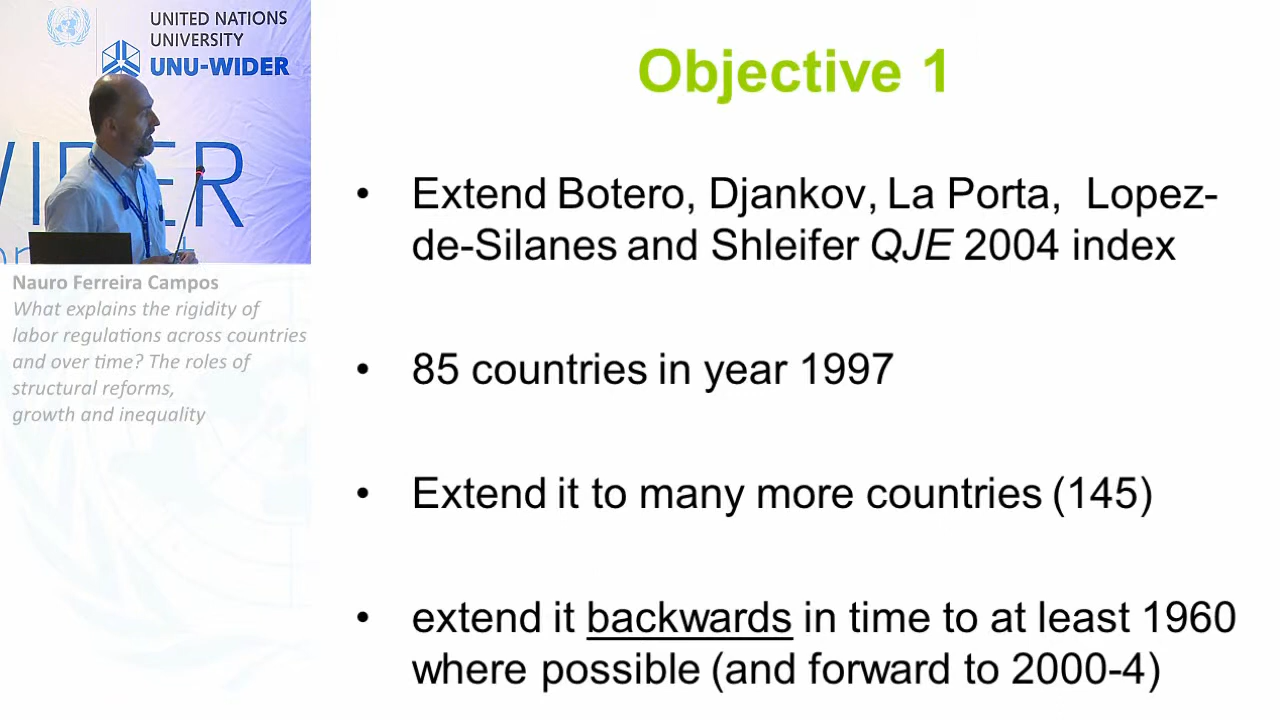 UNITED NATIONS
UNIVERSITY
UNU-WIDER
Nauro Ferreira Campos
What explains the rigidity of
labor regulations across countries
and over time? The roles of
structural reforms,
growth and inequality
Objective 1
• Extend Botero, Djankov, La Porta, Lopez-
de-Silanes and Shleifer QJE 2004 index
• 85 countries in year 1997
• Extend it to many more countries (145)
• extend it backwards in time to at least 1960
where possible (and forward to 2000-4)